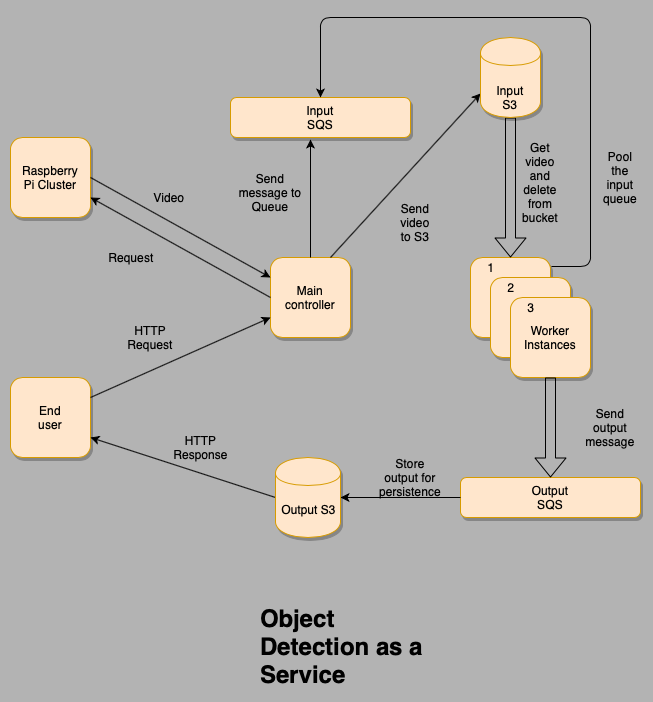 Input
SQS
Input
S3
Raspberry
Pi Cluster
Video
Request
Send
message to
Queue
Send
video
to S3
Get
video
and
delete
from
bucket
Pool
the
input
queue
Main
controller
1
2
3
Worker
Instances
HTTP
Request
End
user
HTTP
Response
Output S3
Store
output for
persistence
Send
output
message
Output
SQS
Object
Detection as a
Service